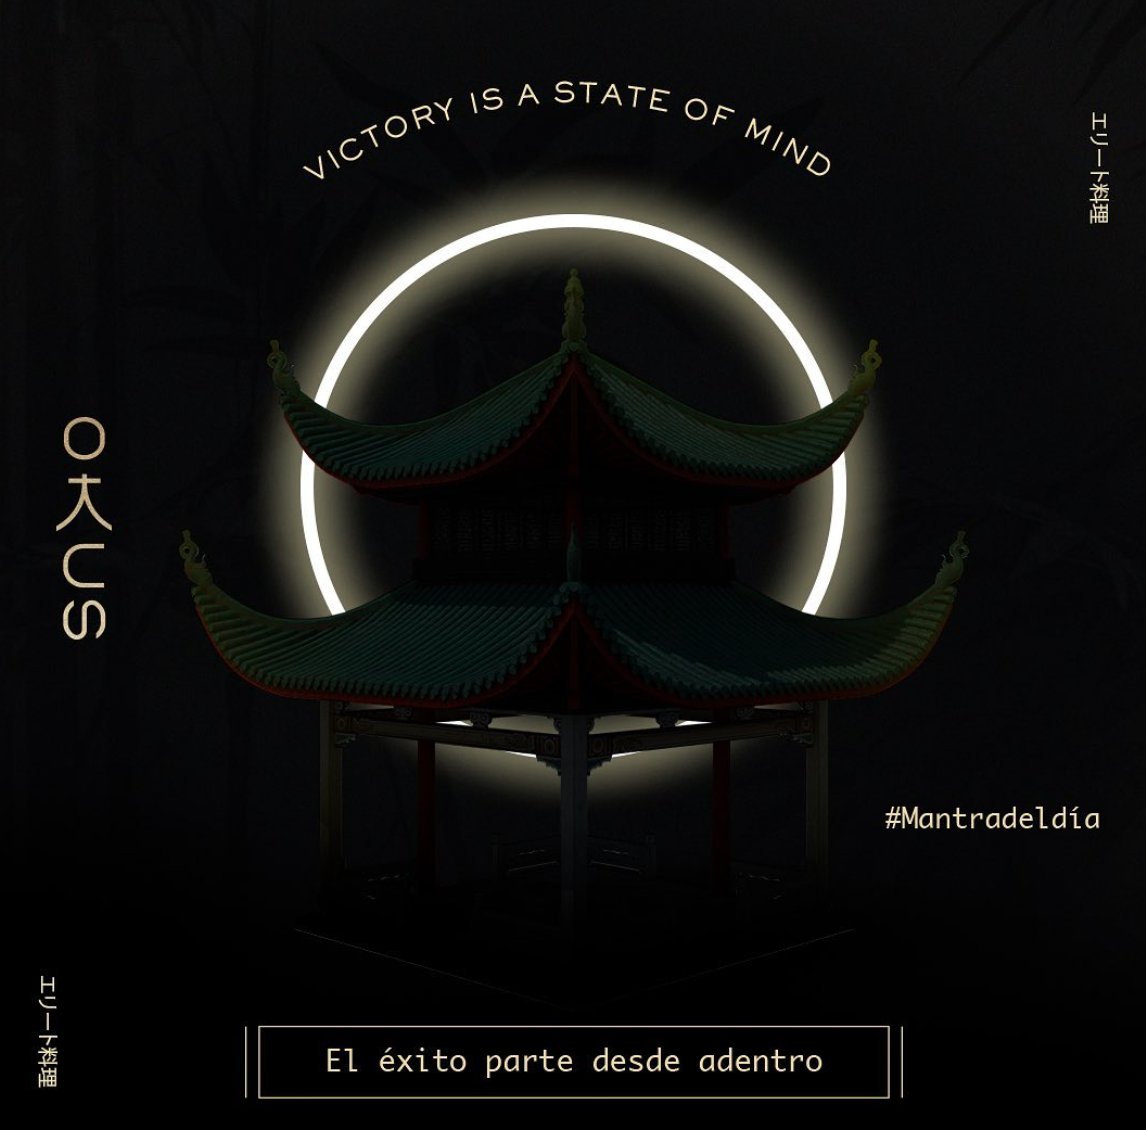 VICTORY IS A STATE OF MIND
エリート料理
OKUS
#Mantradeldía
エリート料理
El éxito parte desde adentro